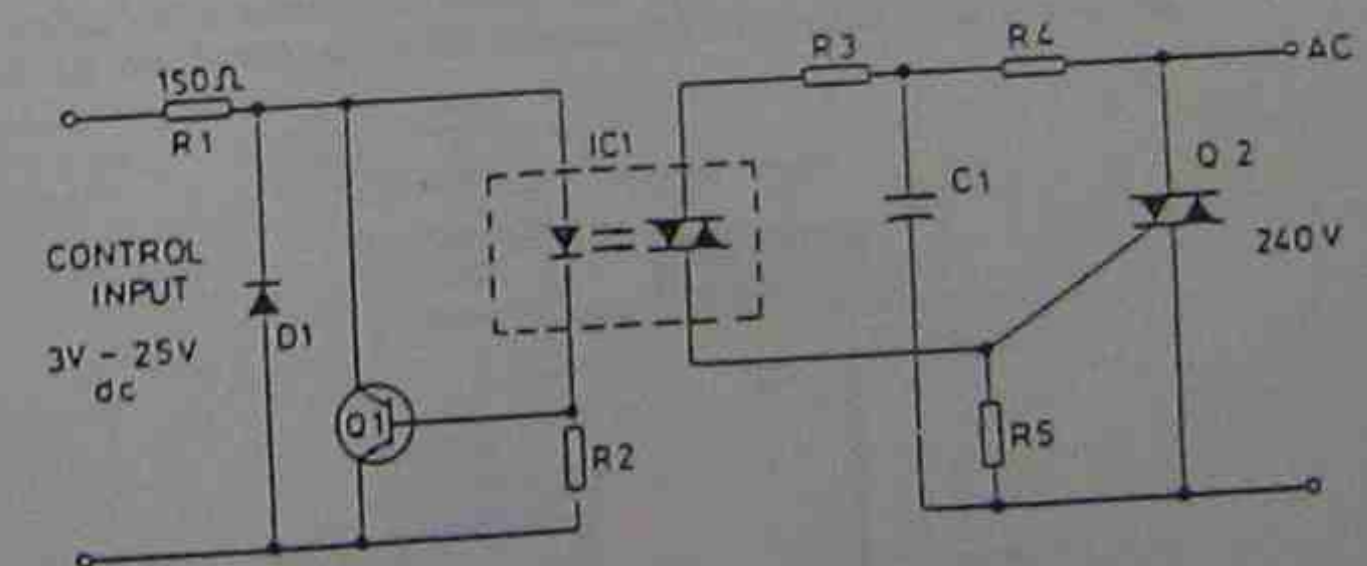 150Ω
R1
R3
R4
AC
IC1
C1
Q2
240V
CONTROL
INPUT
3V - 25V
dc
D1
Q1
R2
R5